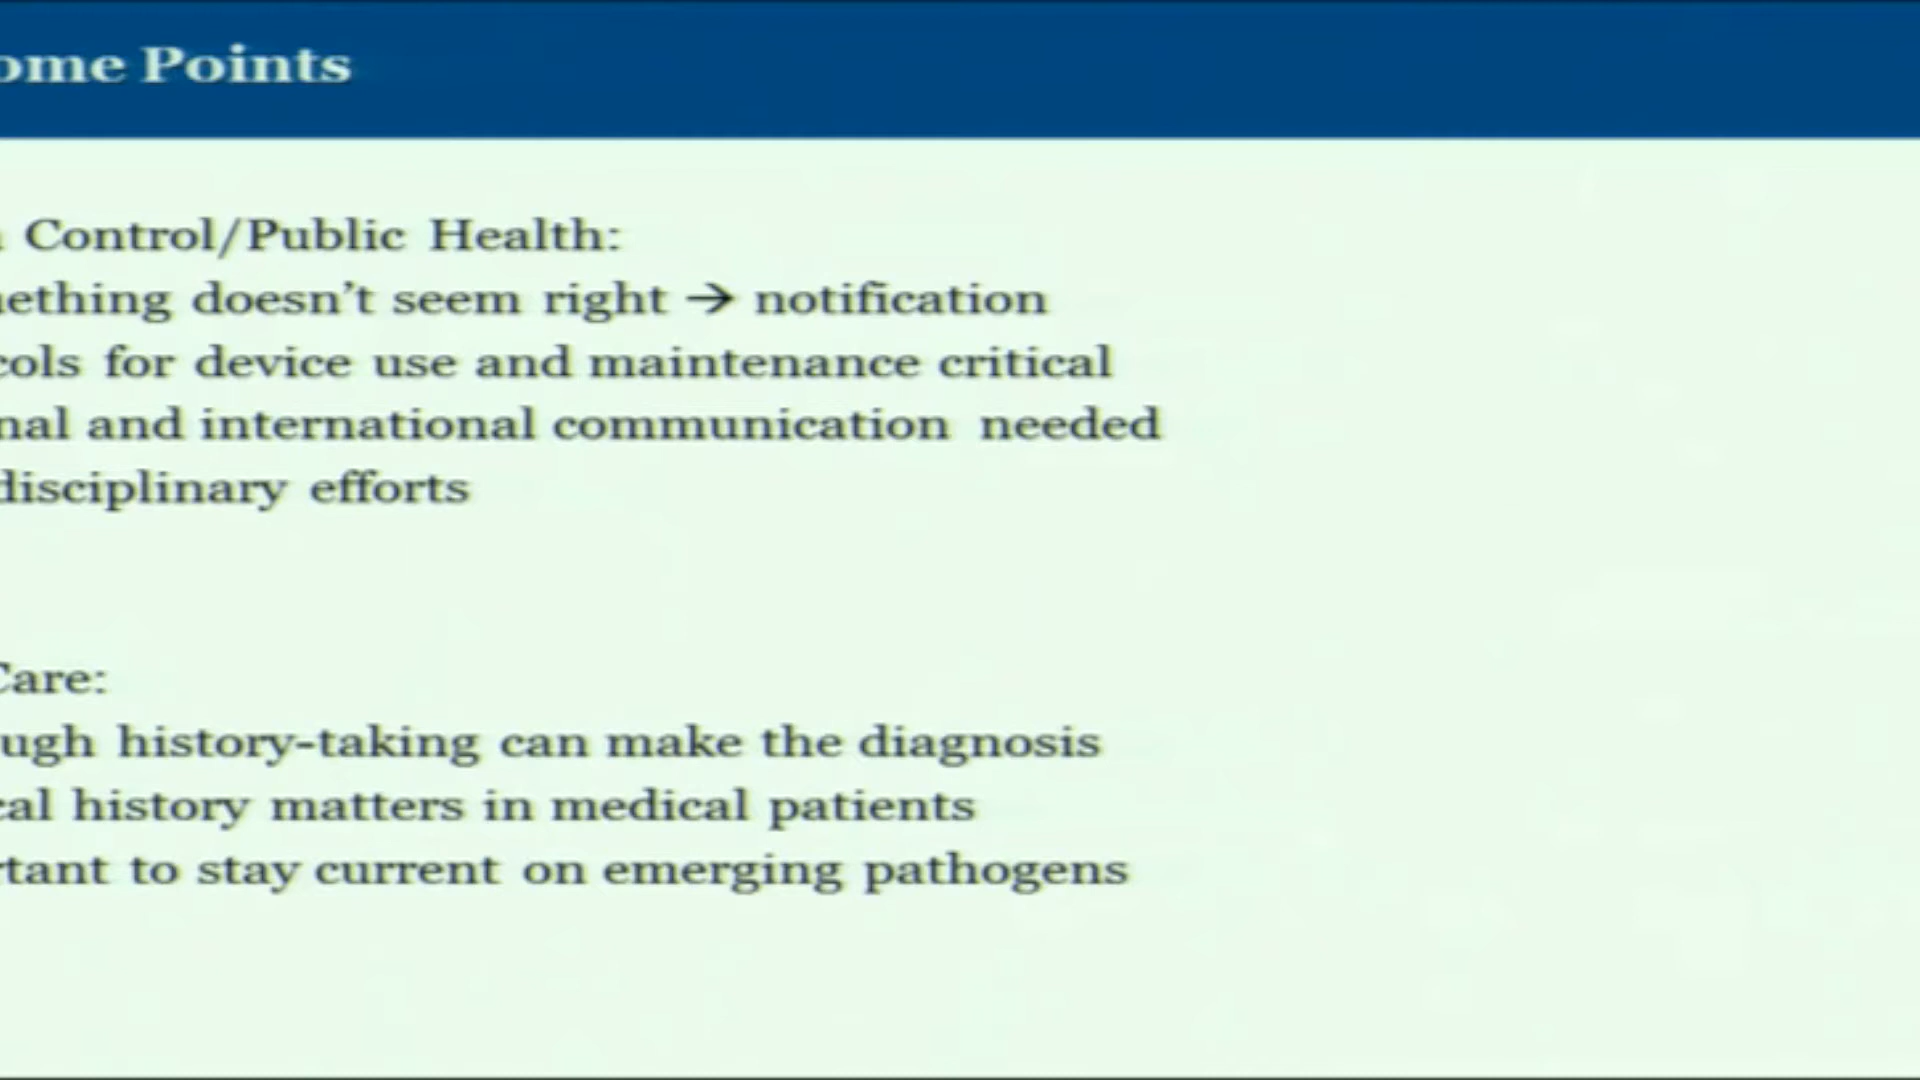 ome Points
Control/Public Health:
ething doesn't seem right → notification
cols for device use and maintenance critical
nal and international communication needed
disciplinary efforts
Care:
ugh history-taking can make the diagnosis
cal history matters in medical patients
rtant to stay current on emerging pathogens